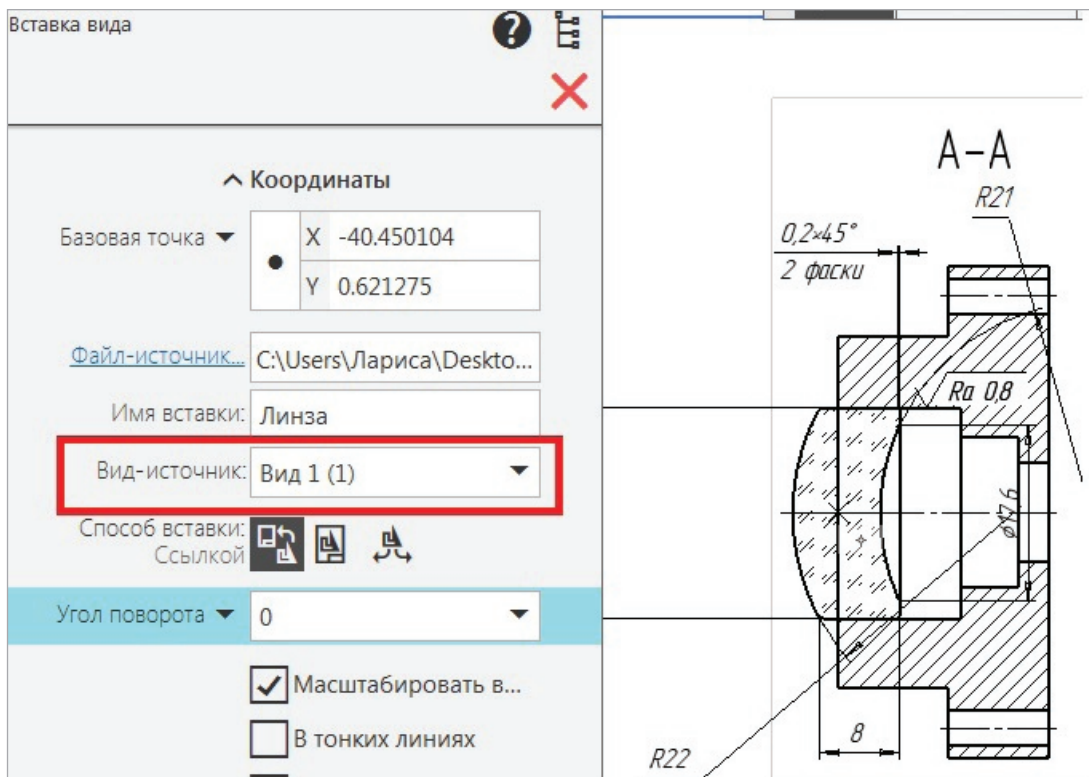 Вставка вида
Координаты
Базовая точка
X -40.450104
Y 0.621275
Файл-источник...
C:\Users\Лариса\Deskto...
Имя вставки: Линза
Вид-источник: Вид 1 (1)
Способ вставки:
Ссылкой
Угол поворота 0
Масштабировать в...
В тонких линиях
А-А
R21
0,2×45°
2 фаски
Ra 0,8
⌀17,6
8
R22